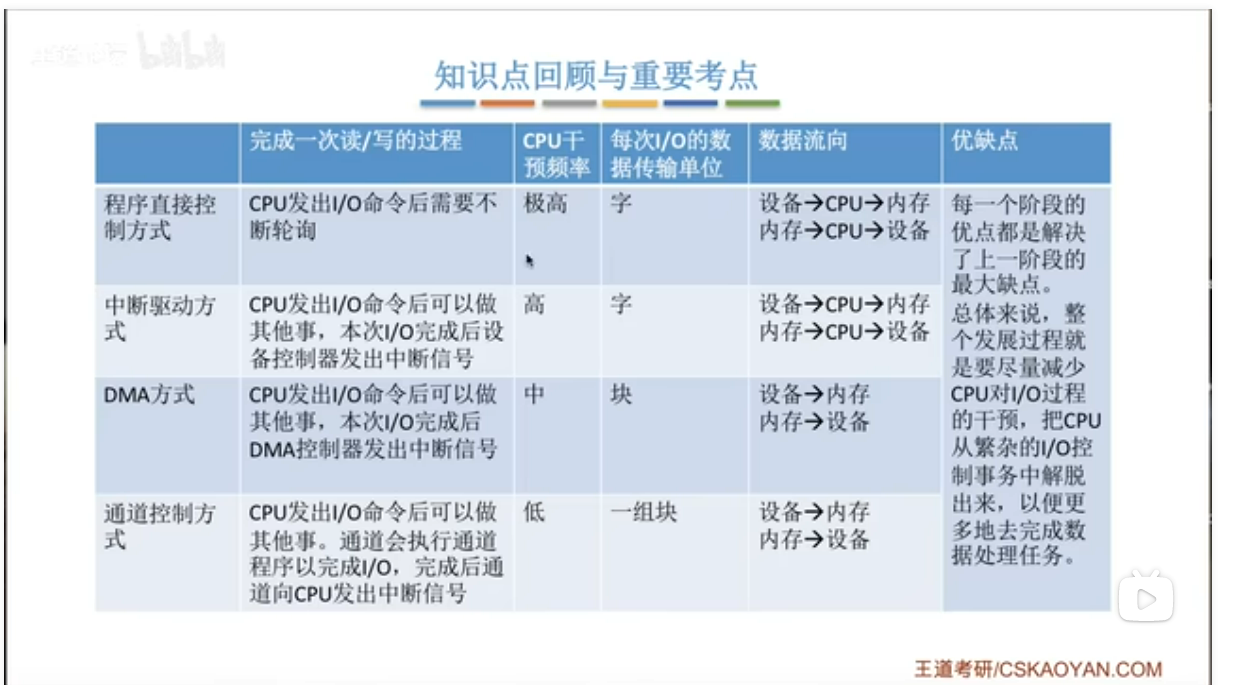 bilibili
知识点回顾与重要考点
完成一次读/写的过程
CPU干
预频率
每次I/O的数
据传输单位
数据流向
优缺点
程序直接控
制方式
CPU发出I/O命令后需要不
断轮询
极高
字
设备→CPU→内存
内存→CPU→设备
每一个阶段的
优点都是解决
了上一阶段的
最大缺点。
总体来说，整
个发展过程就
是要尽量减少
CPU对I/O过程
的干预，把CPU
从繁杂的I/O控
制事务中解脱
出来，以便更
多地去完成数
据处理任务。
中断驱动方
式
CPU发出I/O命令后可以做
其他事，本次I/O完成后设
备控制器发出中断信号
高
字
设备→CPU→内存
内存→CPU→设备
DMA方式
CPU发出I/O命令后可以做
其他事，本次I/O完成后
DMA控制器发出中断信号
中
块
设备→内存
内存→设备
通道控制方
式
CPU发出I/O命令后可以做
其他事。通道会执行通道
程序以完成I/O，完成后通
道向CPU发出中断信号
低
一组块
设备→内存
内存→设备
王道考研/CSKAOYAN.COM